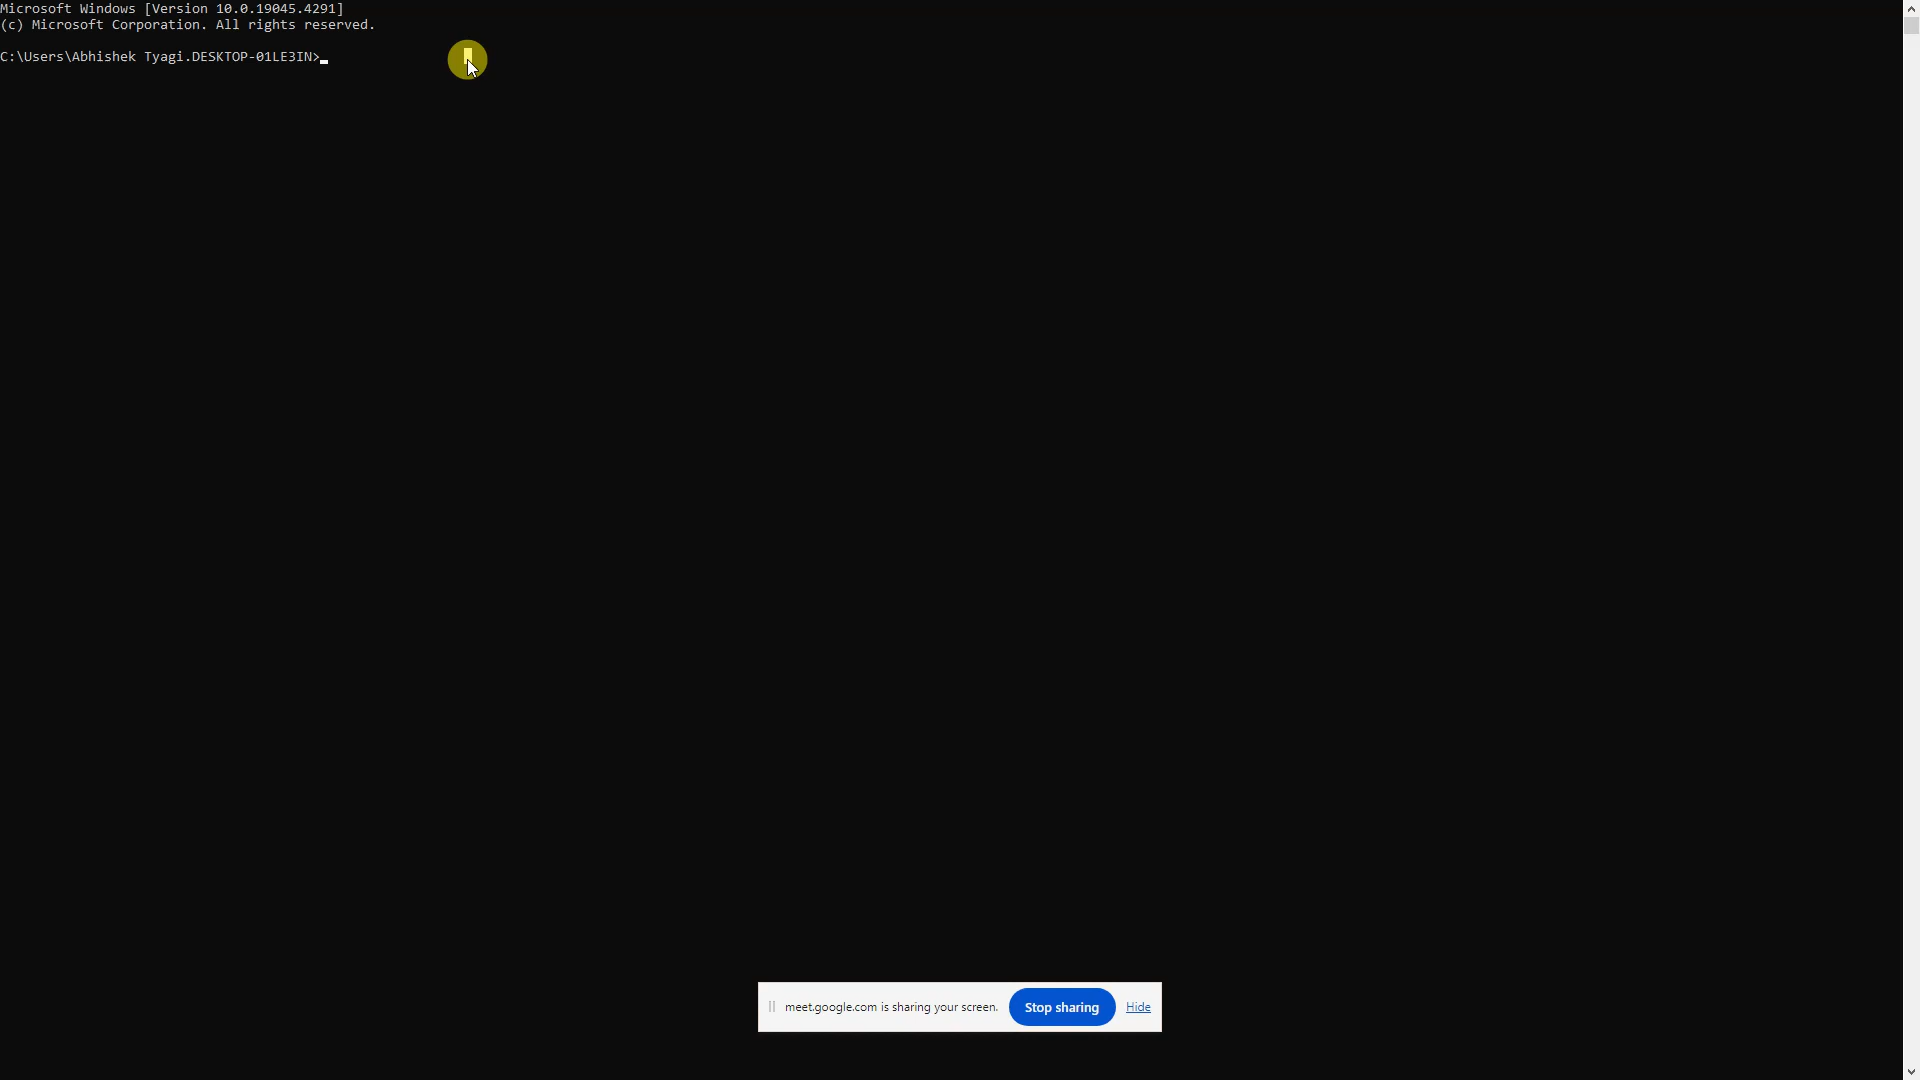 Microsoft Windows [Version 10.0.19045.4291]
(c) Microsoft Corporation. All rights reserved.
C:\Users\Abhishek Tyagi.DESKTOP-01LE3IN>
meet.google.com is sharing your screen. Stop sharing Hide